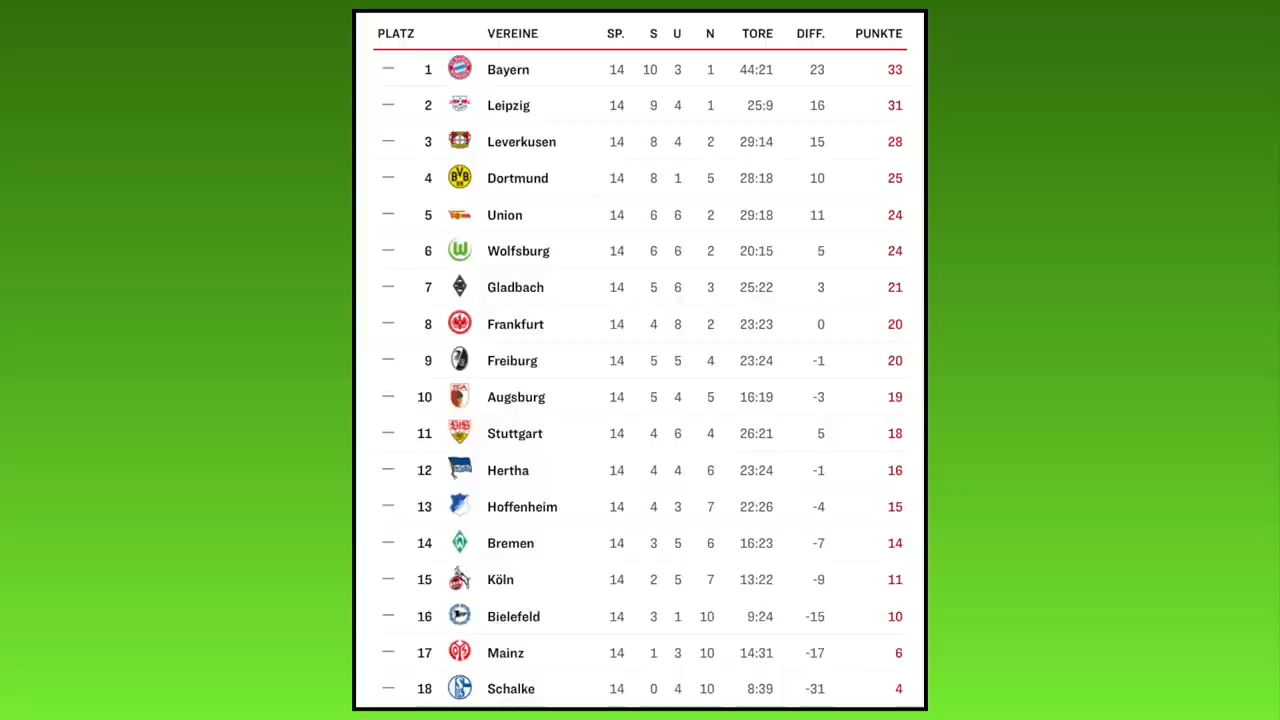 PLATZ VEREINE SP. S U N TORE DIFF. PUNKTE
— 1 Bayern 14 10 3 1 44:21 23 33
— 2 Leipzig 14 9 4 1 25:9 16 31
— 3 Leverkusen 14 8 4 2 29:14 15 28
— 4 Dortmund 14 8 1 5 28:18 10 25
— 5 Union 14 6 6 2 29:18 11 24
— 6 Wolfsburg 14 6 6 2 20:15 5 24
— 7 Gladbach 14 5 6 3 25:22 3 21
— 8 Frankfurt 14 4 8 2 23:23 0 20
— 9 Freiburg 14 5 5 4 23:24 -1 20
— 10 Augsburg 14 5 4 5 16:19 -3 19
— 11 Stuttgart 14 4 6 4 26:21 5 18
— 12 Hertha 14 4 4 6 23:24 -1 16
— 13 Hoffenheim 14 4 3 7 22:26 -4 15
— 14 Bremen 14 3 5 6 16:23 -7 14
— 15 Köln 14 2 5 7 13:22 -9 11
— 16 Bielefeld 14 3 1 10 9:24 -15 10
— 17 Mainz 14 1 3 10 14:31 -17 6
— 18 Schalke 14 0 4 10 8:39 -31 4